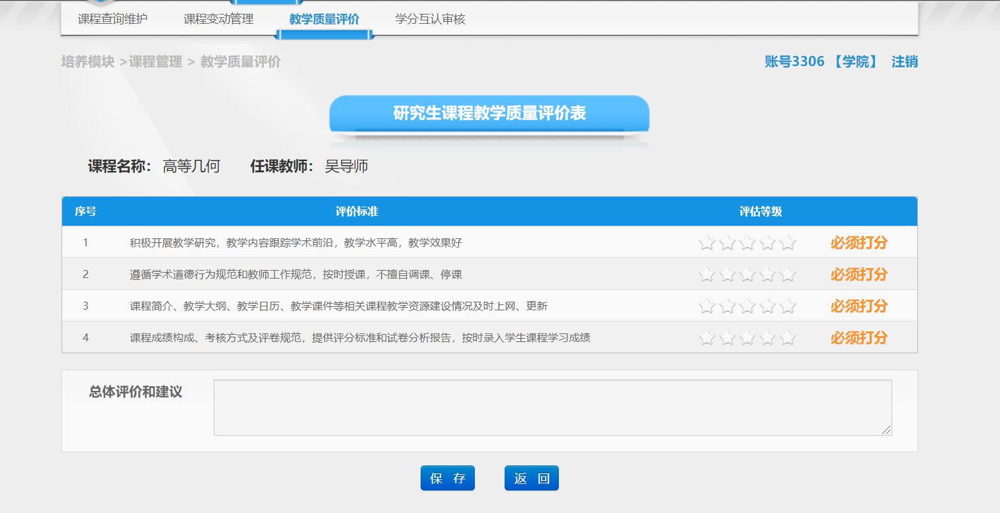 课程查询维护 课程变动管理 教学质量评价 学分互认审核
培养模块 >课程管理 > 教学质量评价 账号3306 【学院】 注销
研究生课程教学质量评价表
课程名称： 高等几何 任课教师： 吴导师
序号 评价标准 评估等级
1 积极开展教学研究，教学内容跟踪学术前沿，教学水平高，教学效果好 必须打分
2 遵循学术道德行为规范和教师工作规范，按时授课，不擅自调课、停课 必须打分
3 课程简介、教学大纲、教学日历、教学课件等相关课程教学资源建设情况及时上网、更新 必须打分
4 课程成绩构成、考核方式及评卷规范，提供评分标准和试卷分析报告，按时录入学生课程学习成绩 必须打分
总体评价和建议
保 存 返 回